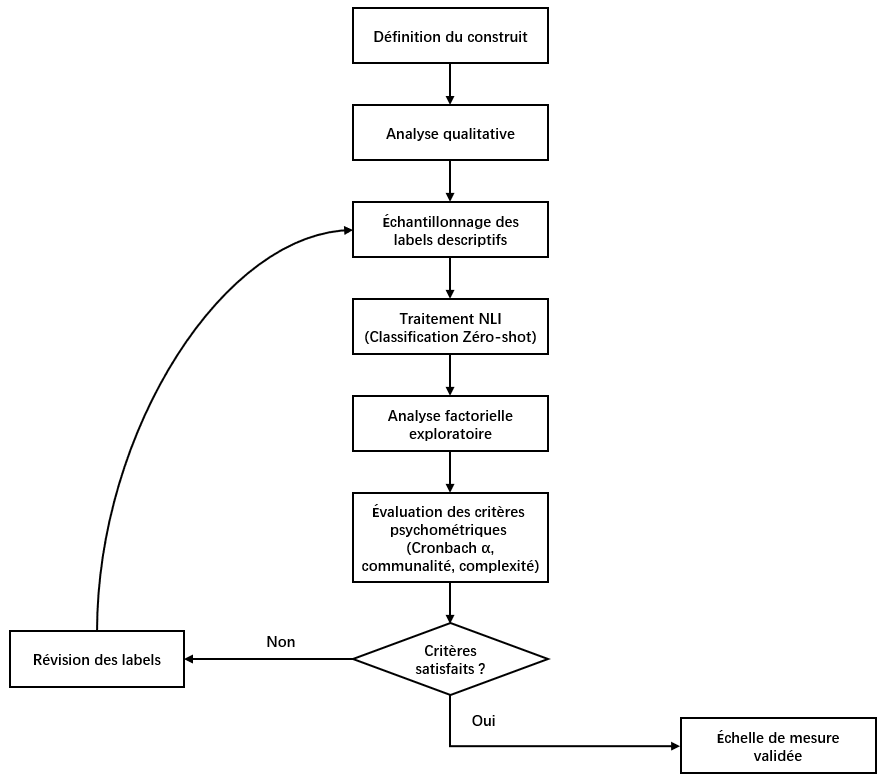 Définition du construit
Analyse qualitative
Échantillonnage des
labels descriptifs
Traitement NLI
(Classification Zéro-shot)
Analyse factorielle
exploratoire
Évaluation des critères
psychométriques
(Cronbach α,
communalité, complexité)
Critères
satisfaits ?
Non
Révision des labels
Oui
Échelle de mesure
validée